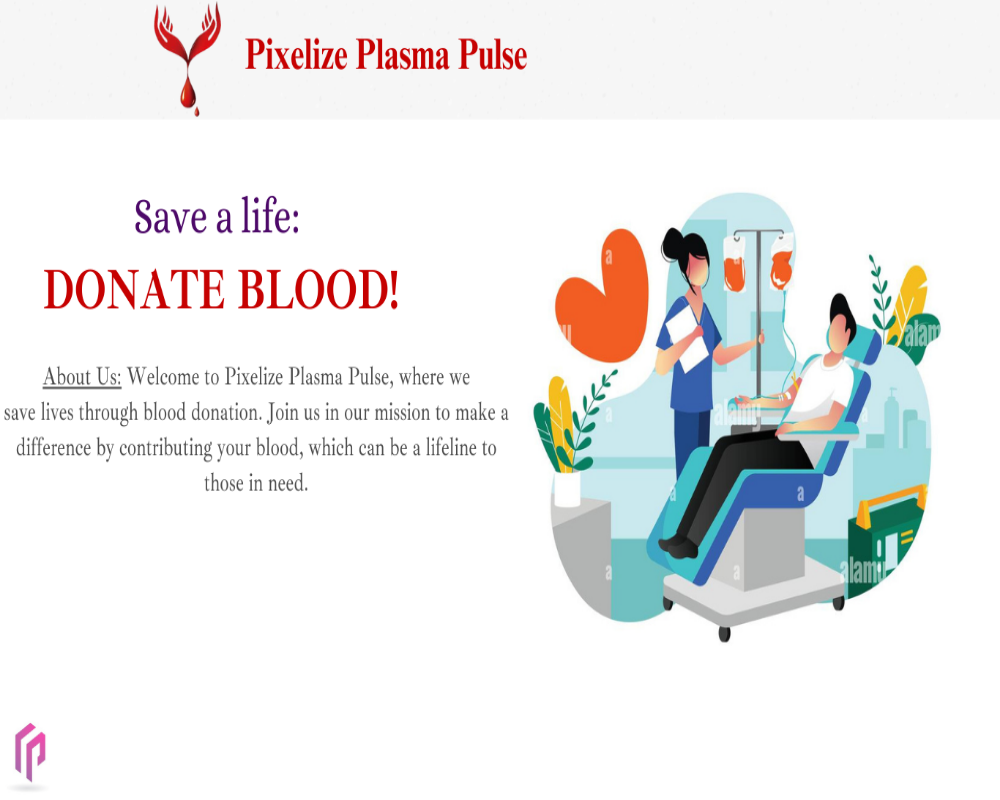 Pixelize Plasma Pulse
Save a life:
DONATE BLOOD!
About Us: Welcome to Pixelize Plasma Pulse, where we
save lives through blood donation. Join us in our mission to make a
difference by contributing your blood, which can be a lifeline to
those in need.
a
a
a
a
a
a
alamy